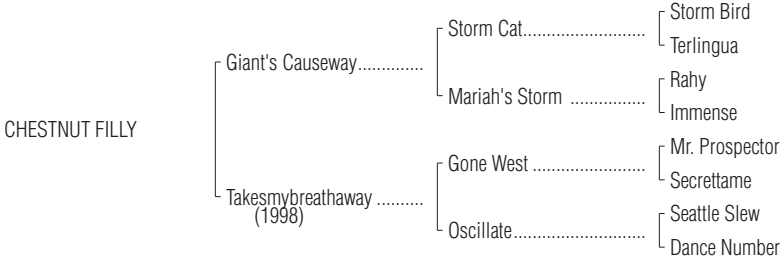 Storm Bird
Storm Cat.........................
Terlingua
Giant's Causeway..............
Rahy
Mariah's Storm ................
Immense
CHESTNUT FILLY
Mr. Prospector
Gone West ........................
Secrettame
Takesmybreathaway ..........
(1998)
Seattle Slew
Oscillate............................
Dance Number